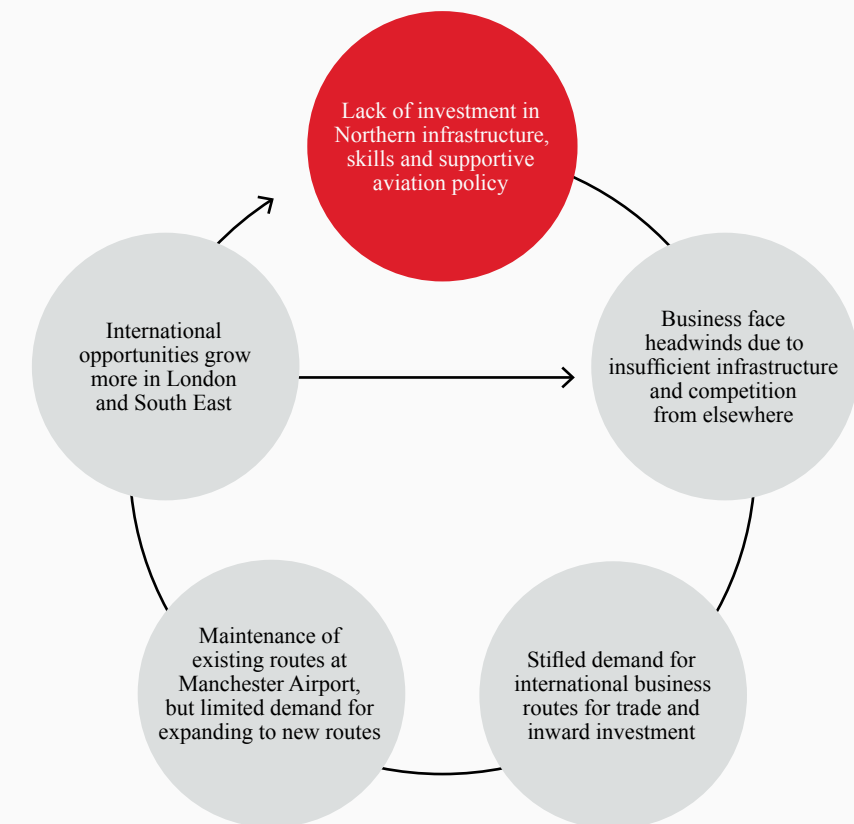 Lack of investment in
Northern infrastructure,
skills and supportive
aviation policy
Business face
headwinds due to
insufficient infrastructure
and competition
from elsewhere
Stifled demand for
international business
routes for trade and
inward investment
Maintenance of
existing routes at
Manchester Airport,
but limited demand for
expanding to new routes
International
opportunities grow
more in London
and South East